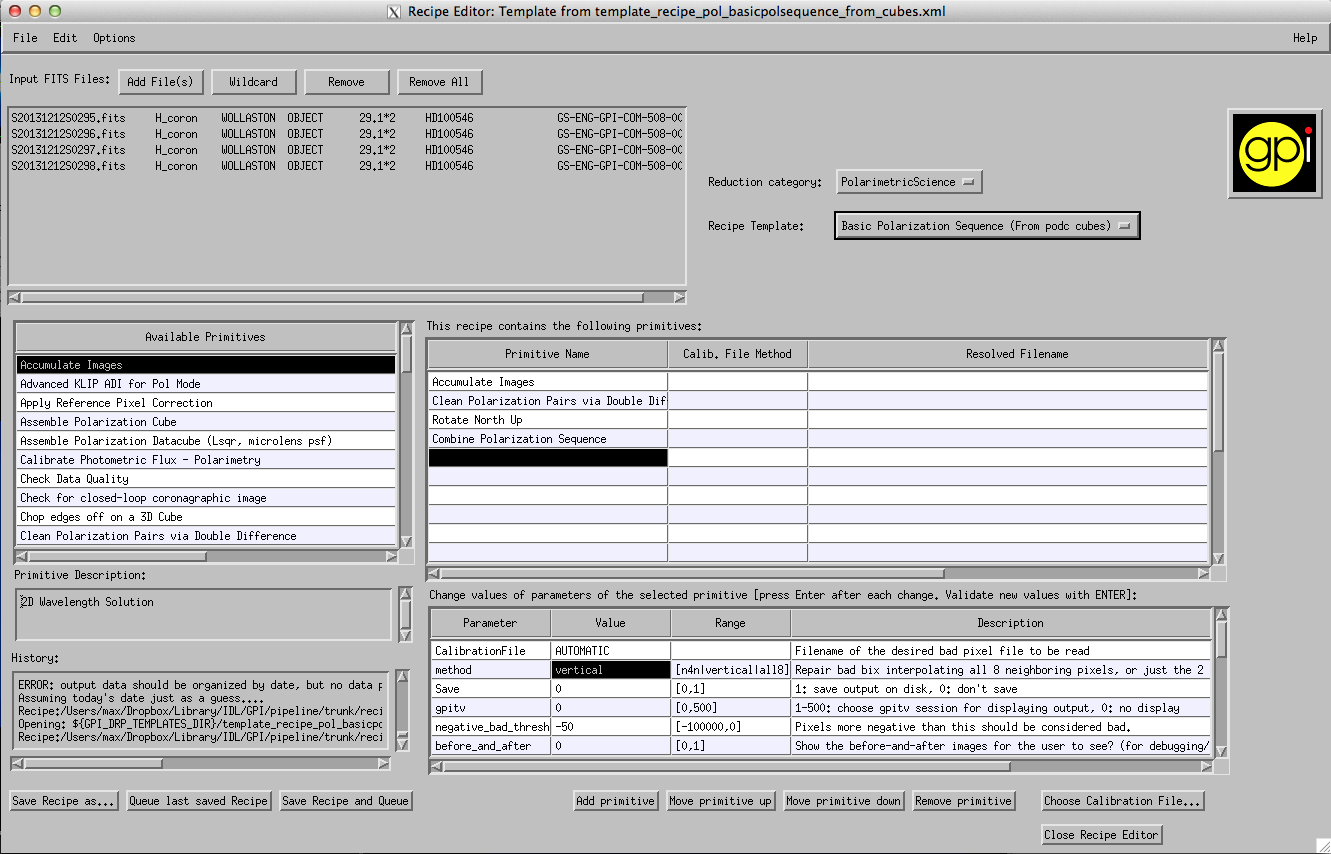 Recipe Editor: Template from template_recipe_pol_basicpolsequence_from_cubes.xml
File Edit Options Help
Input FITS Files: Add File(s) Wildcard Remove Remove All
S20131212S0295.fits H_coron WOLLASTON OBJECT 29.1*2 HD100546 GS-ENG-GPI-COM-508-00
S20131212S0296.fits H_coron WOLLASTON OBJECT 29.1*2 HD100546 GS-ENG-GPI-COM-508-00
S20131212S0297.fits H_coron WOLLASTON OBJECT 29.1*2 HD100546 GS-ENG-GPI-COM-508-00
S20131212S0298.fits H_coron WOLLASTON OBJECT 29.1*2 HD100546 GS-ENG-GPI-COM-508-00
gpi
Reduction category: PolarimetricScience
Recipe Template: Basic Polarization Sequence (From podc cubes)
Available Primitives
Accumulate Images
Advanced KLIP ADI for Pol Mode
Apply Reference Pixel Correction
Assemble Polarization Cube
Assemble Polarization Datacube (Lsqr, microlens psf)
Calibrate Photometric Flux - Polarimetry
Check Data Quality
Check for closed-loop coronagraphic image
Chop edges off on a 3D Cube
Clean Polarization Pairs via Double Difference
This recipe contains the following primitives:
Primitive Name Calib. File Method Resolved Filename
Accumulate Images
Clean Polarization Pairs via Double Dif
Rotate North Up
Combine Polarization Sequence
Primitive Description:
2D Wavelength Solution
History:
ERROR: output data should be organized by date, but no data p
Assuming today's date just as a guess....
Recipe:/Users/max/Dropbox/Library/IDL/GPI/pipeline/trunk/reci
Opening: ${GPI_DRP_TEMPLATES_DIR}/template_recipe_pol_basicpo
Recipe:/Users/max/Dropbox/Library/IDL/GPI/pipeline/trunk/reci
Change values of parameters of the selected primitive [press Enter after each change. Validate new values with ENTER]:
Parameter Value Range Description
CalibrationFile AUTOMATIC Filename of the desired bad pixel file to be read
method vertical [n4n|vertical|all8] Repair bad bix interpolating all 8 neighboring pixels, or just the 2
Save 0 [0,1] 1: save output on disk, 0: don't save
gpitv 0 [0,500] 1-500: choose gpitv session for displaying output, 0: no display
negative_bad_thresh -50 [-100000,0] Pixels more negative than this should be considered bad.
before_and_after 0 [0,1] Show the before-and-after images for the user to see? (for debugging/
Save Recipe as... Queue last saved Recipe Save Recipe and Queue Add primitive Move primitive up Move primitive down Remove primitive Choose Calibration File...
Close Recipe Editor